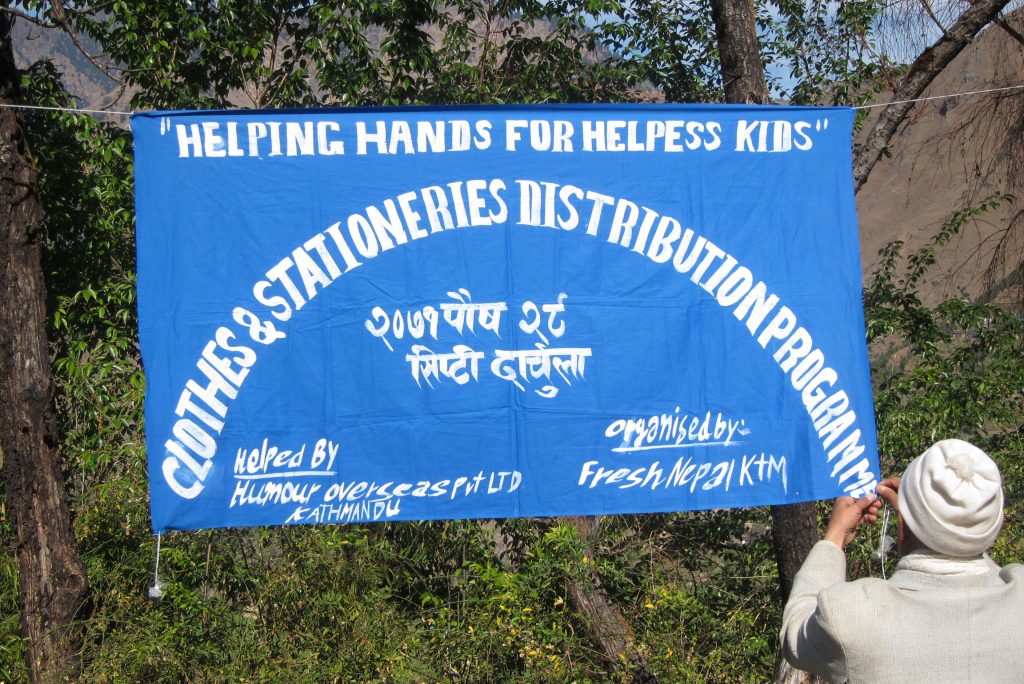 "HELPING HANDS FOR HELPESS KIDS"
CLOTHES & STATIONERIES DISTRIBUTION PROGRAMME
२०७१ पौष २८
सिप्टी दार्चुला
Helped By
Humour overseas Pvt LTD
KATHMANDU
organised by:
Fresh Nepal KTM